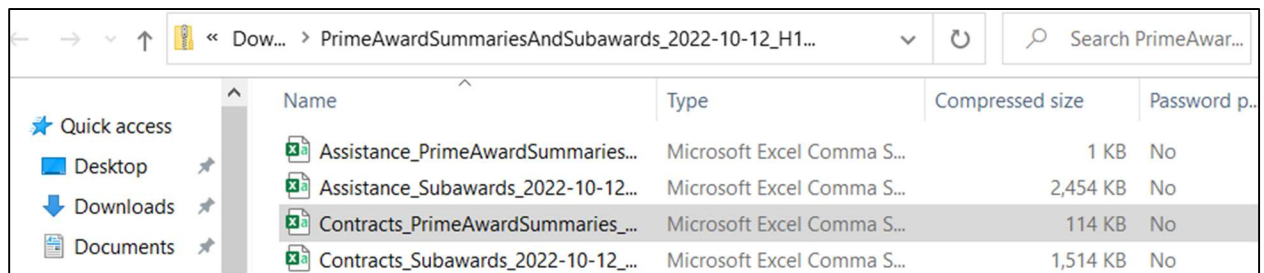 « Dow... > PrimeAwardSummariesAndSubawards_2022-10-12_H1... Search PrimeAwar...
Name Type Compressed size Password p...
Quick access
Desktop
Downloads
Documents
Assistance_PrimeAwardSummaries... Microsoft Excel Comma S... 1 KB No
Assistance_Subawards_2022-10-12... Microsoft Excel Comma S... 2,454 KB No
Contracts_PrimeAwardSummaries_... Microsoft Excel Comma S... 114 KB No
Contracts_Subawards_2022-10-12_... Microsoft Excel Comma S... 1,514 KB No